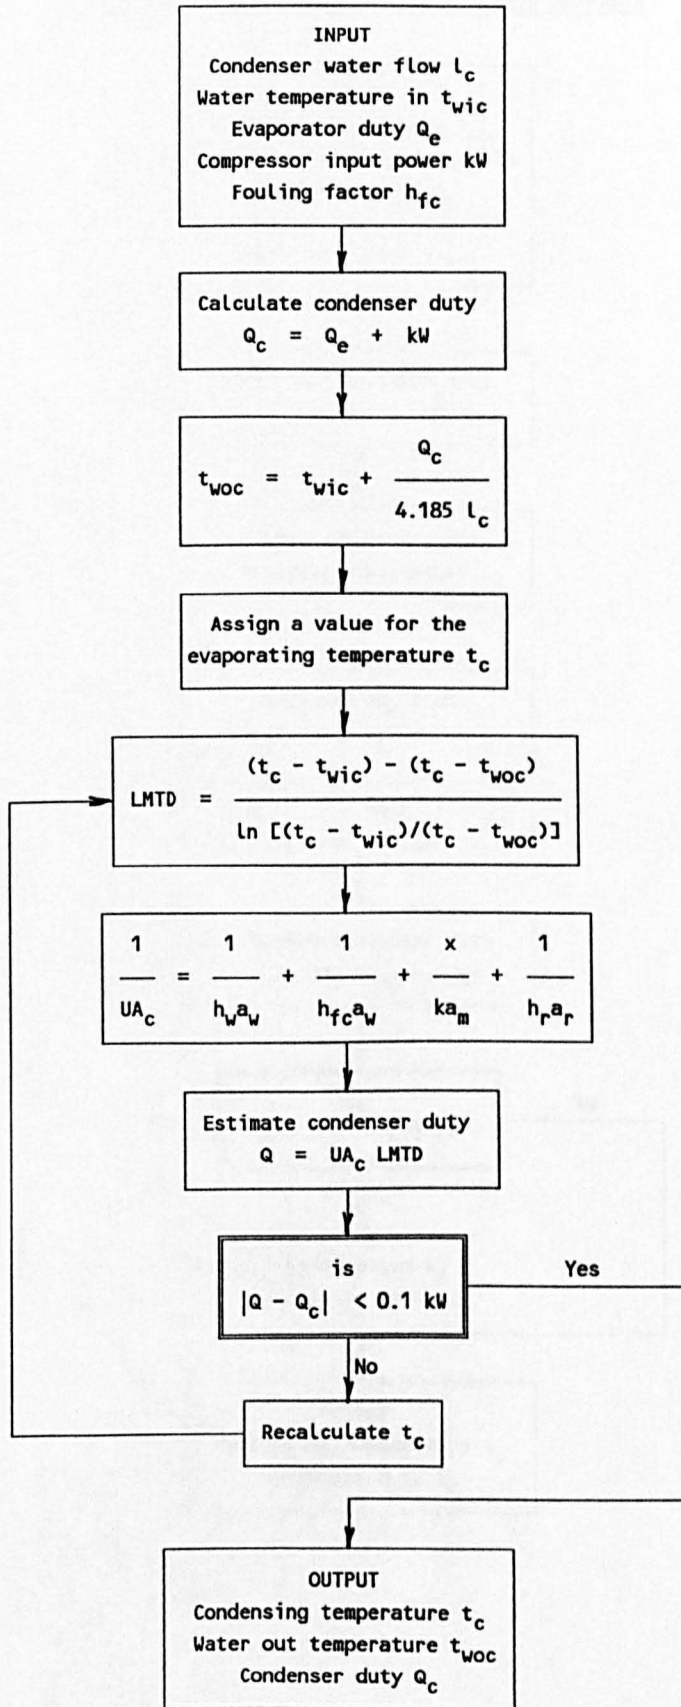 INPUT
Condenser water flow l_c
Water temperature in t_wic
Evaporator duty Q_e
Compressor input power kW
Fouling factor h_fc
Calculate condenser duty
Q_c = Q_e + kW
t_woc = t_wic + Q_c / 4.185 l_c
Assign a value for the
evaporating temperature t_c
LMTD = (t_c - t_wic) - (t_c - t_woc) / ln [(t_c - t_wic)/(t_c - t_woc)]
1 / UA_c = 1 / h_w a_w + 1 / h_fc a_w + x / k a_m + 1 / h_r a_r
Estimate condenser duty
Q = UA_c LMTD
is
|Q - Q_c| < 0.1 kW
Yes
No
Recalculate t_c
OUTPUT
Condensing temperature t_c
Water out temperature t_woc
Condenser duty Q_c